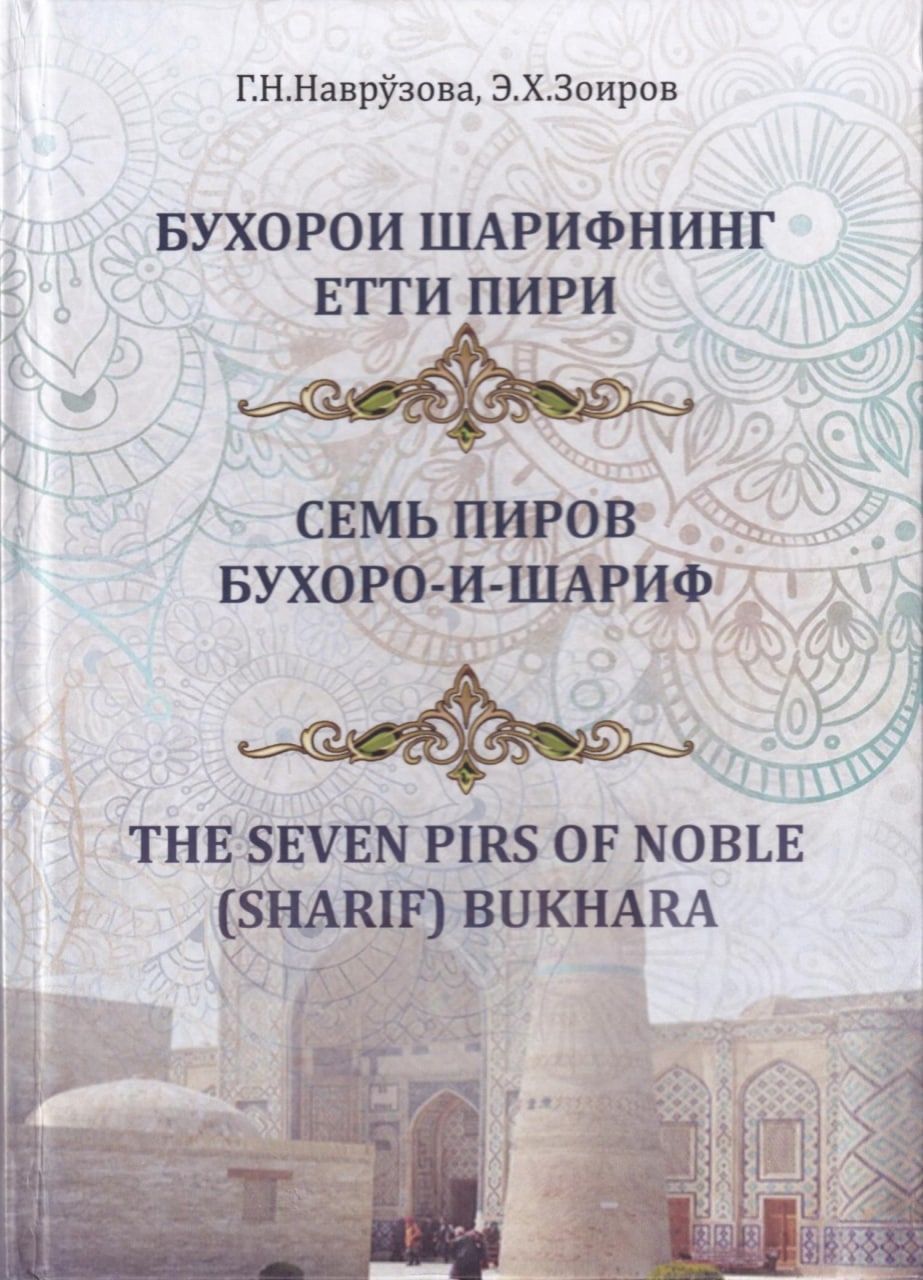 Г.Н.Наврўзова, Э.Х.Зоиров
БУХОРОИ ШАРИФНИНГ
ЕТТИ ПИРИ
СЕМЬ ПИРОВ
БУХОРО-И-ШАРИФ
THE SEVEN PIRS OF NOBLE
(SHARIF) BUKHARA